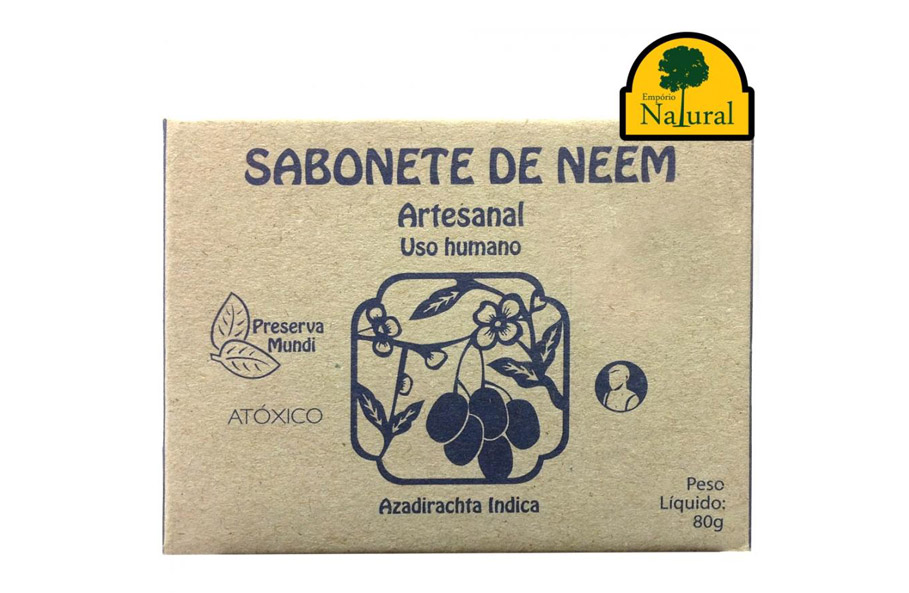 Empório
Natural
SABONETE DE NEEM
Artesanal
Uso humano
Preserva
Mundi
ATÓXICO
Azadirachta Indica
Peso
Líquido:
80g